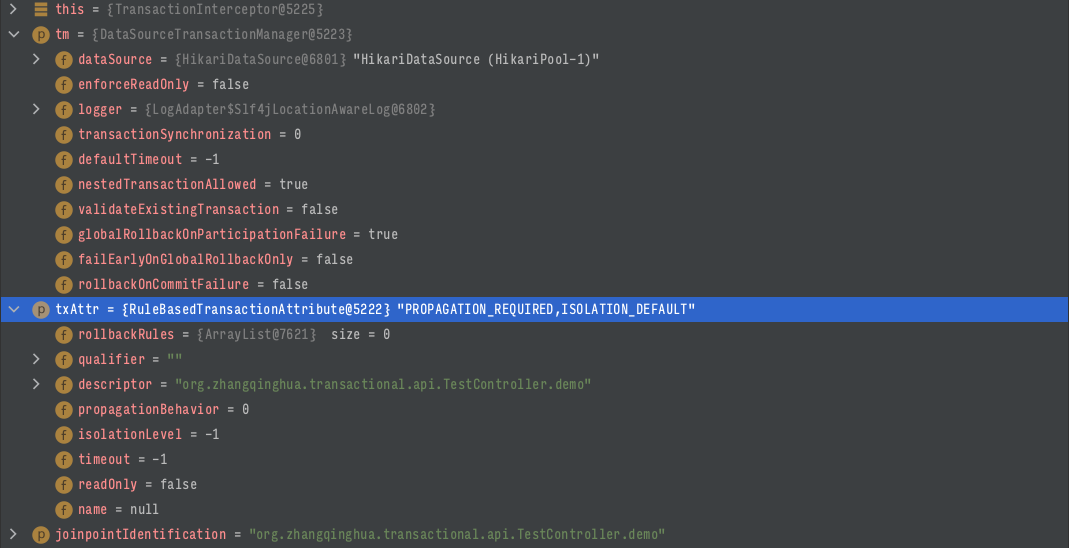 this = {TransactionInterceptor@5225}
p tm = {DataSourceTransactionManager@5223}
f dataSource = {HikariDataSource@6801} "HikariDataSource (HikariPool-1)"
f enforceReadOnly = false
f logger = {LogAdapter$Slf4jLocationAwareLog@6802}
f transactionSynchronization = 0
f defaultTimeout = -1
f nestedTransactionAllowed = true
f validateExistingTransaction = false
f globalRollbackOnParticipationFailure = true
f failEarlyOnGlobalRollbackOnly = false
f rollbackOnCommitFailure = false
p txAttr = {RuleBasedTransactionAttribute@5222} "PROPAGATION_REQUIRED,ISOLATION_DEFAULT"
f rollbackRules = {ArrayList@7621} size = 0
f qualifier = ""
f descriptor = "org.zhangqinghua.transactional.api.TestController.demo"
f propagationBehavior = 0
f isolationLevel = -1
f timeout = -1
f readOnly = false
f name = null
p joinpointIdentification = "org.zhangqinghua.transactional.api.TestController.demo"